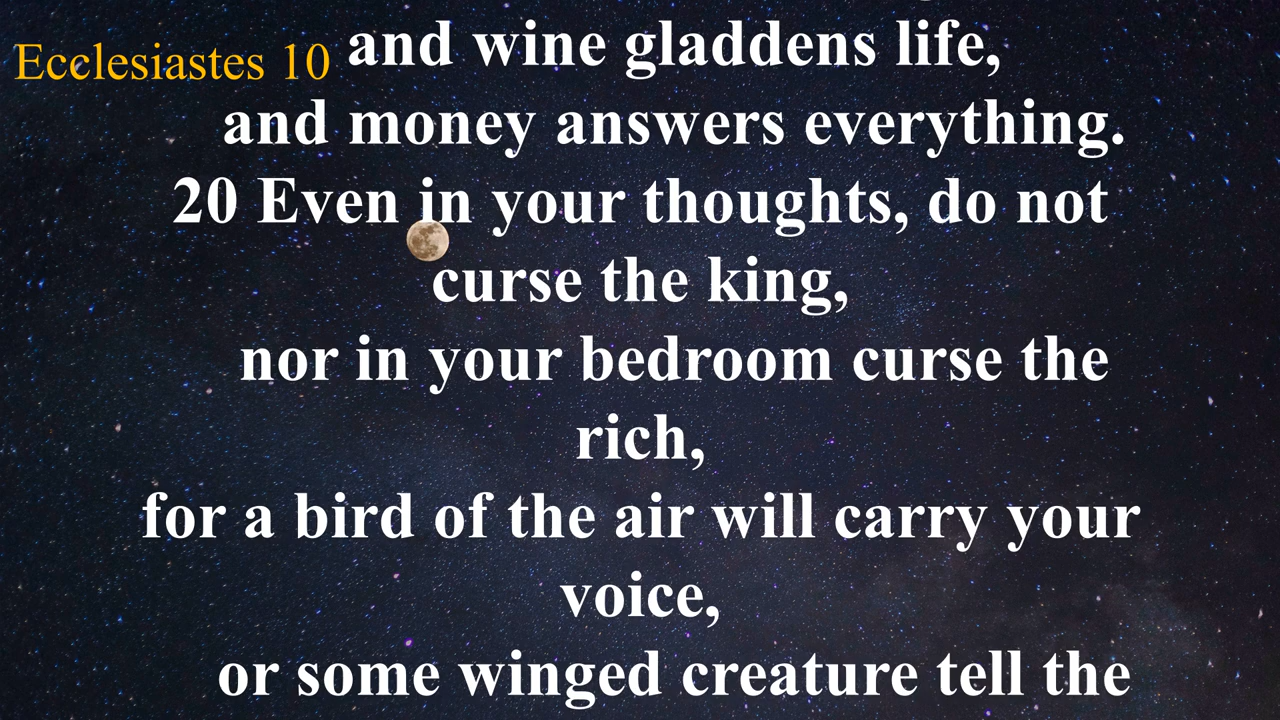 Ecclesiastes 10
and wine gladdens life,
and money answers everything.
20 Even in your thoughts, do not
curse the king,
nor in your bedroom curse the
rich,
for a bird of the air will carry your
voice,
or some winged creature tell the